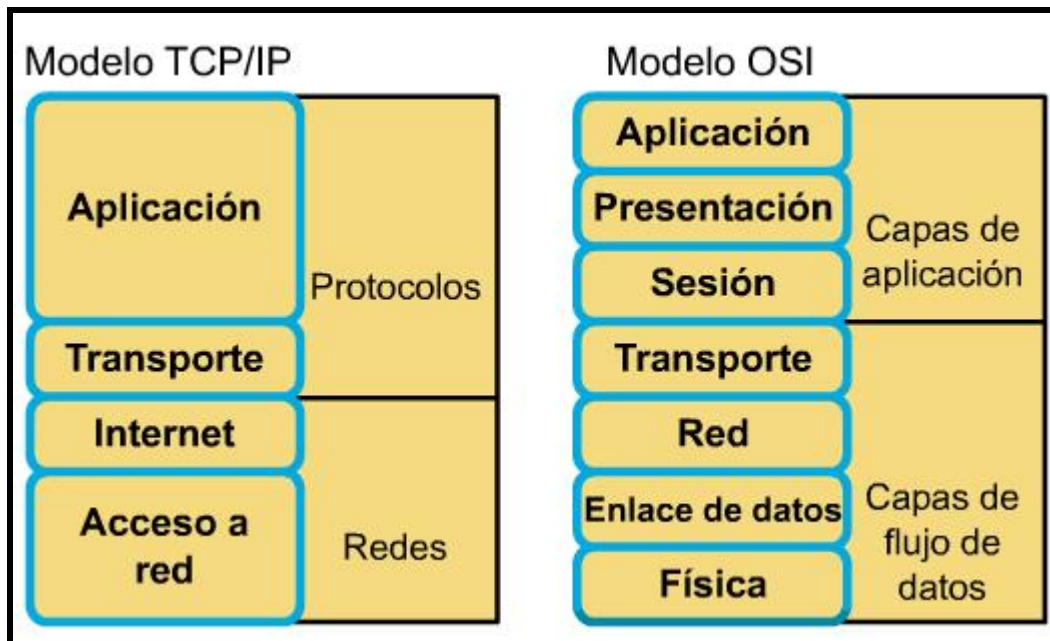 Modelo TCP/IP
Aplicación
Transporte
Internet
Acceso a
red
Protocolos
Redes
Modelo OSI
Aplicación
Presentación
Sesión
Transporte
Red
Enlace de datos
Física
Capas de
aplicación
Capas de
flujo de
datos